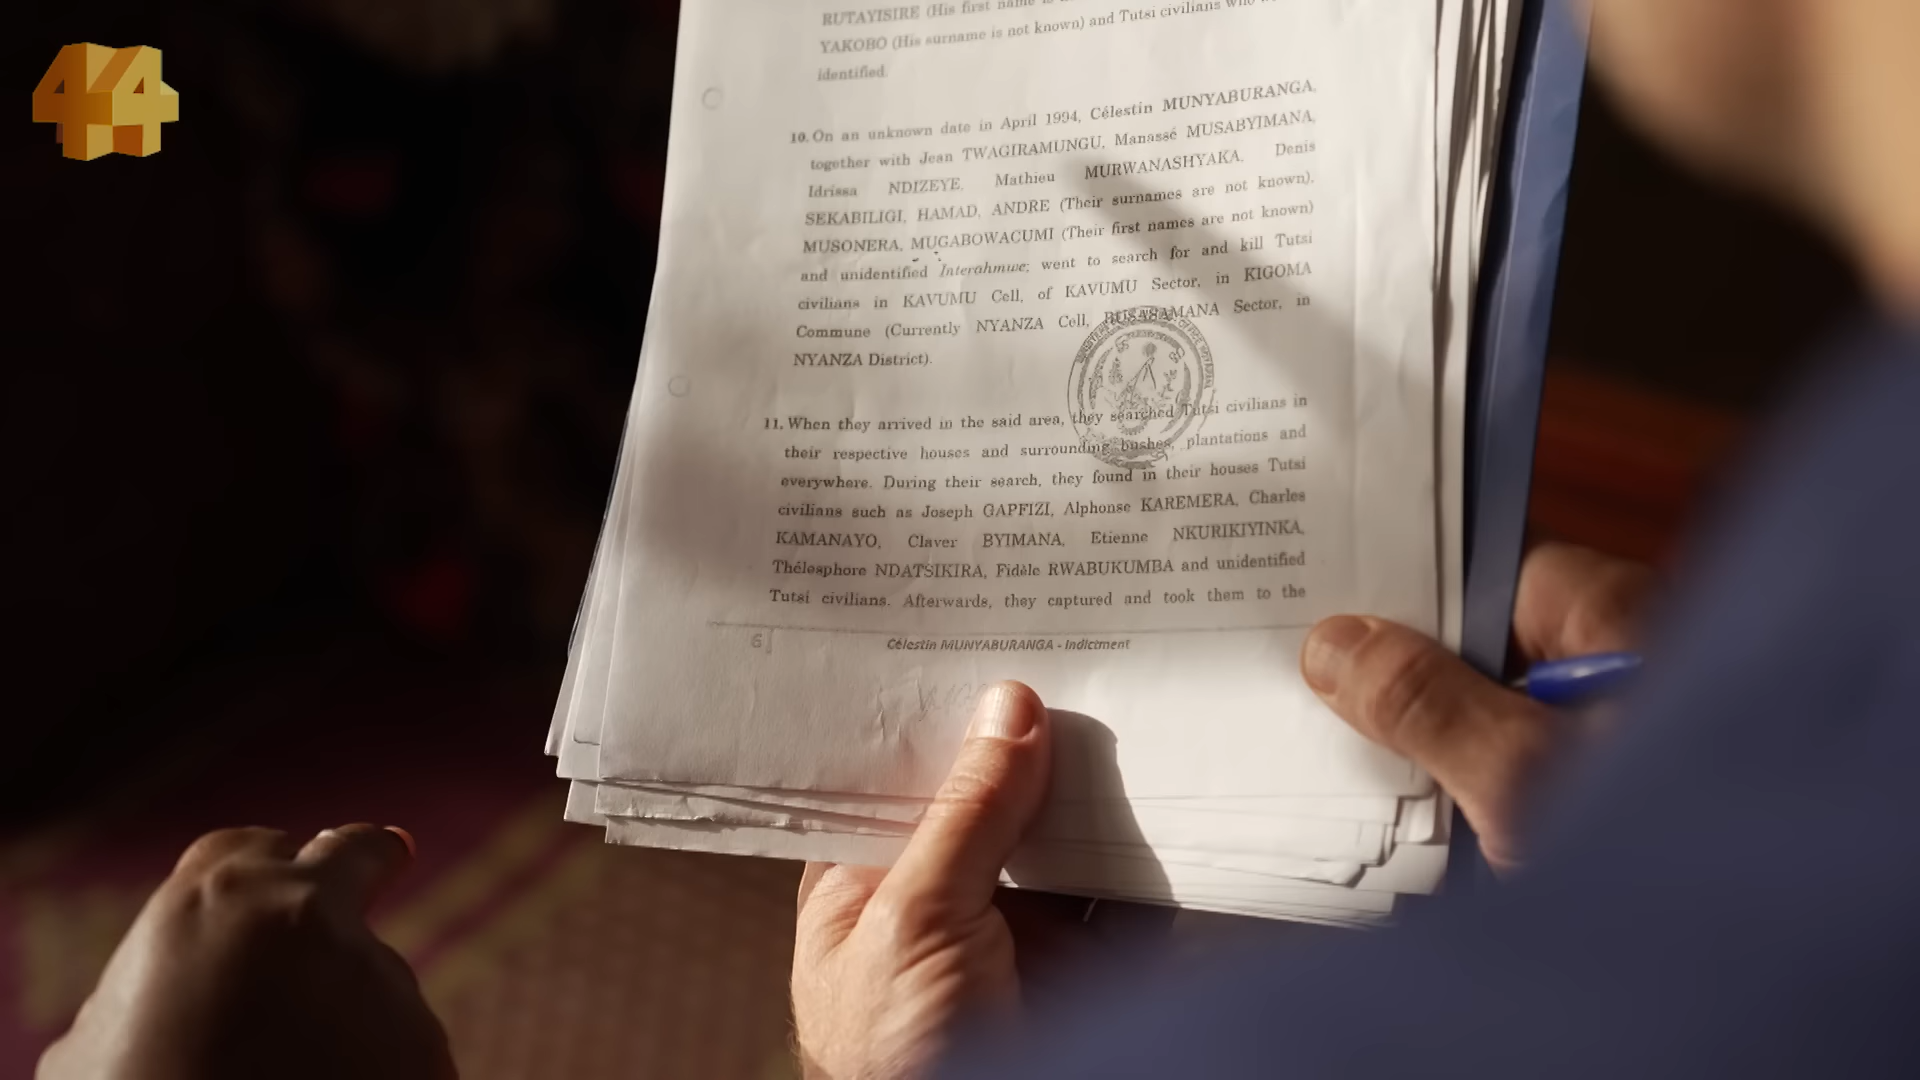 44
RUTAYISIRE (His first name is
YAKOBO (His surname is not known) and Tutsi civilians who
identified.
10. On an unknown date in April 1994, Célestin MUNYABURANGA,
together with Jean TWAGIRAMUNGU, Manassé MUSABYIMANA,
Idrissa NDIZEYE, Mathieu MURWANASHYAKA, Denis
SEKABILIGI, HAMAD, ANDRE (Their surnames are not known),
MUSONERA, MUGABOWACUMI (Their first names are not known)
and unidentified Interahmwe; went to search for and kill Tutsi
civilians in KAVUMU Cell, of KAVUMU Sector, in KIGOMA
Commune (Currently NYANZA Cell, BUSASAMANA Sector, in
NYANZA District).
11. When they arrived in the said area, they searched Tutsi civilians in
their respective houses and surrounding bushes, plantations and
everywhere. During their search, they found in their houses Tutsi
civilians such as Joseph GAPFIZI, Alphonse KAREMERA, Charles
KAMANAYO, Claver BYIMANA, Etienne NKURIKIYINKA,
Thélesphore NDATSIKIRA, Fidèle RWABUKUMBA and unidentified
Tutsi civilians. Afterwards, they captured and took them to the
6
Célestin MUNYABURANGA - Indictment